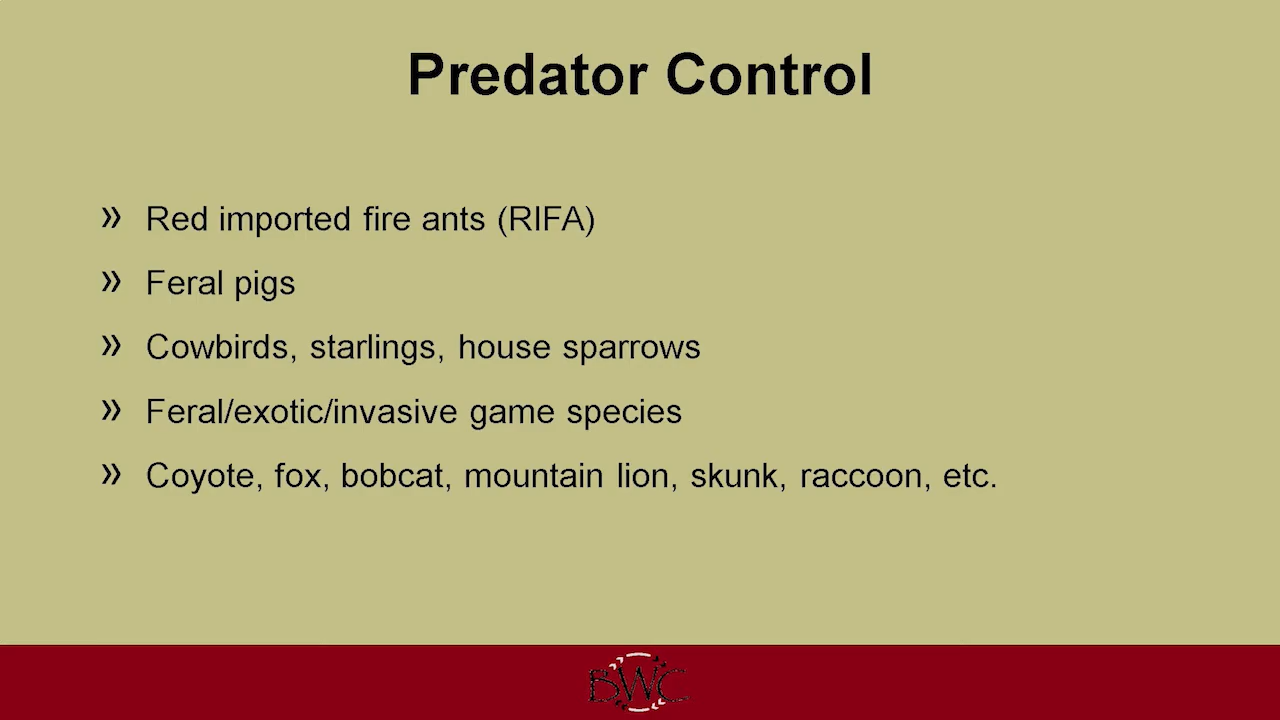 Predator Control
» Red imported fire ants (RIFA)
» Feral pigs
» Cowbirds, starlings, house sparrows
» Feral/exotic/invasive game species
» Coyote, fox, bobcat, mountain lion, skunk, raccoon, etc.
BWC